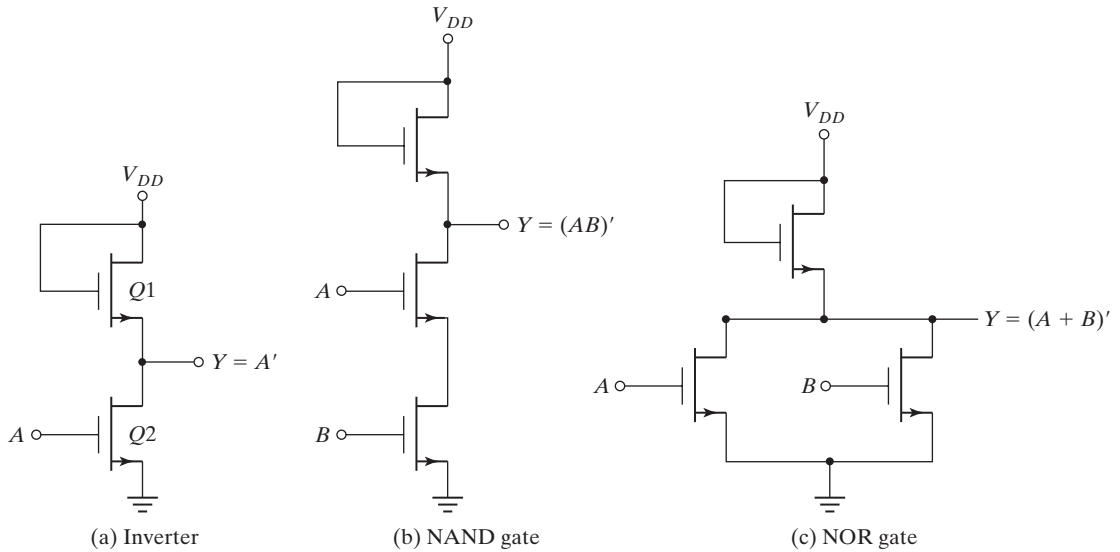 V_DD
Q1
Y = A'
A
Q2
(a) Inverter
V_DD
Y = (AB)'
A
B
(b) NAND gate
V_DD
Y = (A + B)'
A
B
(c) NOR gate